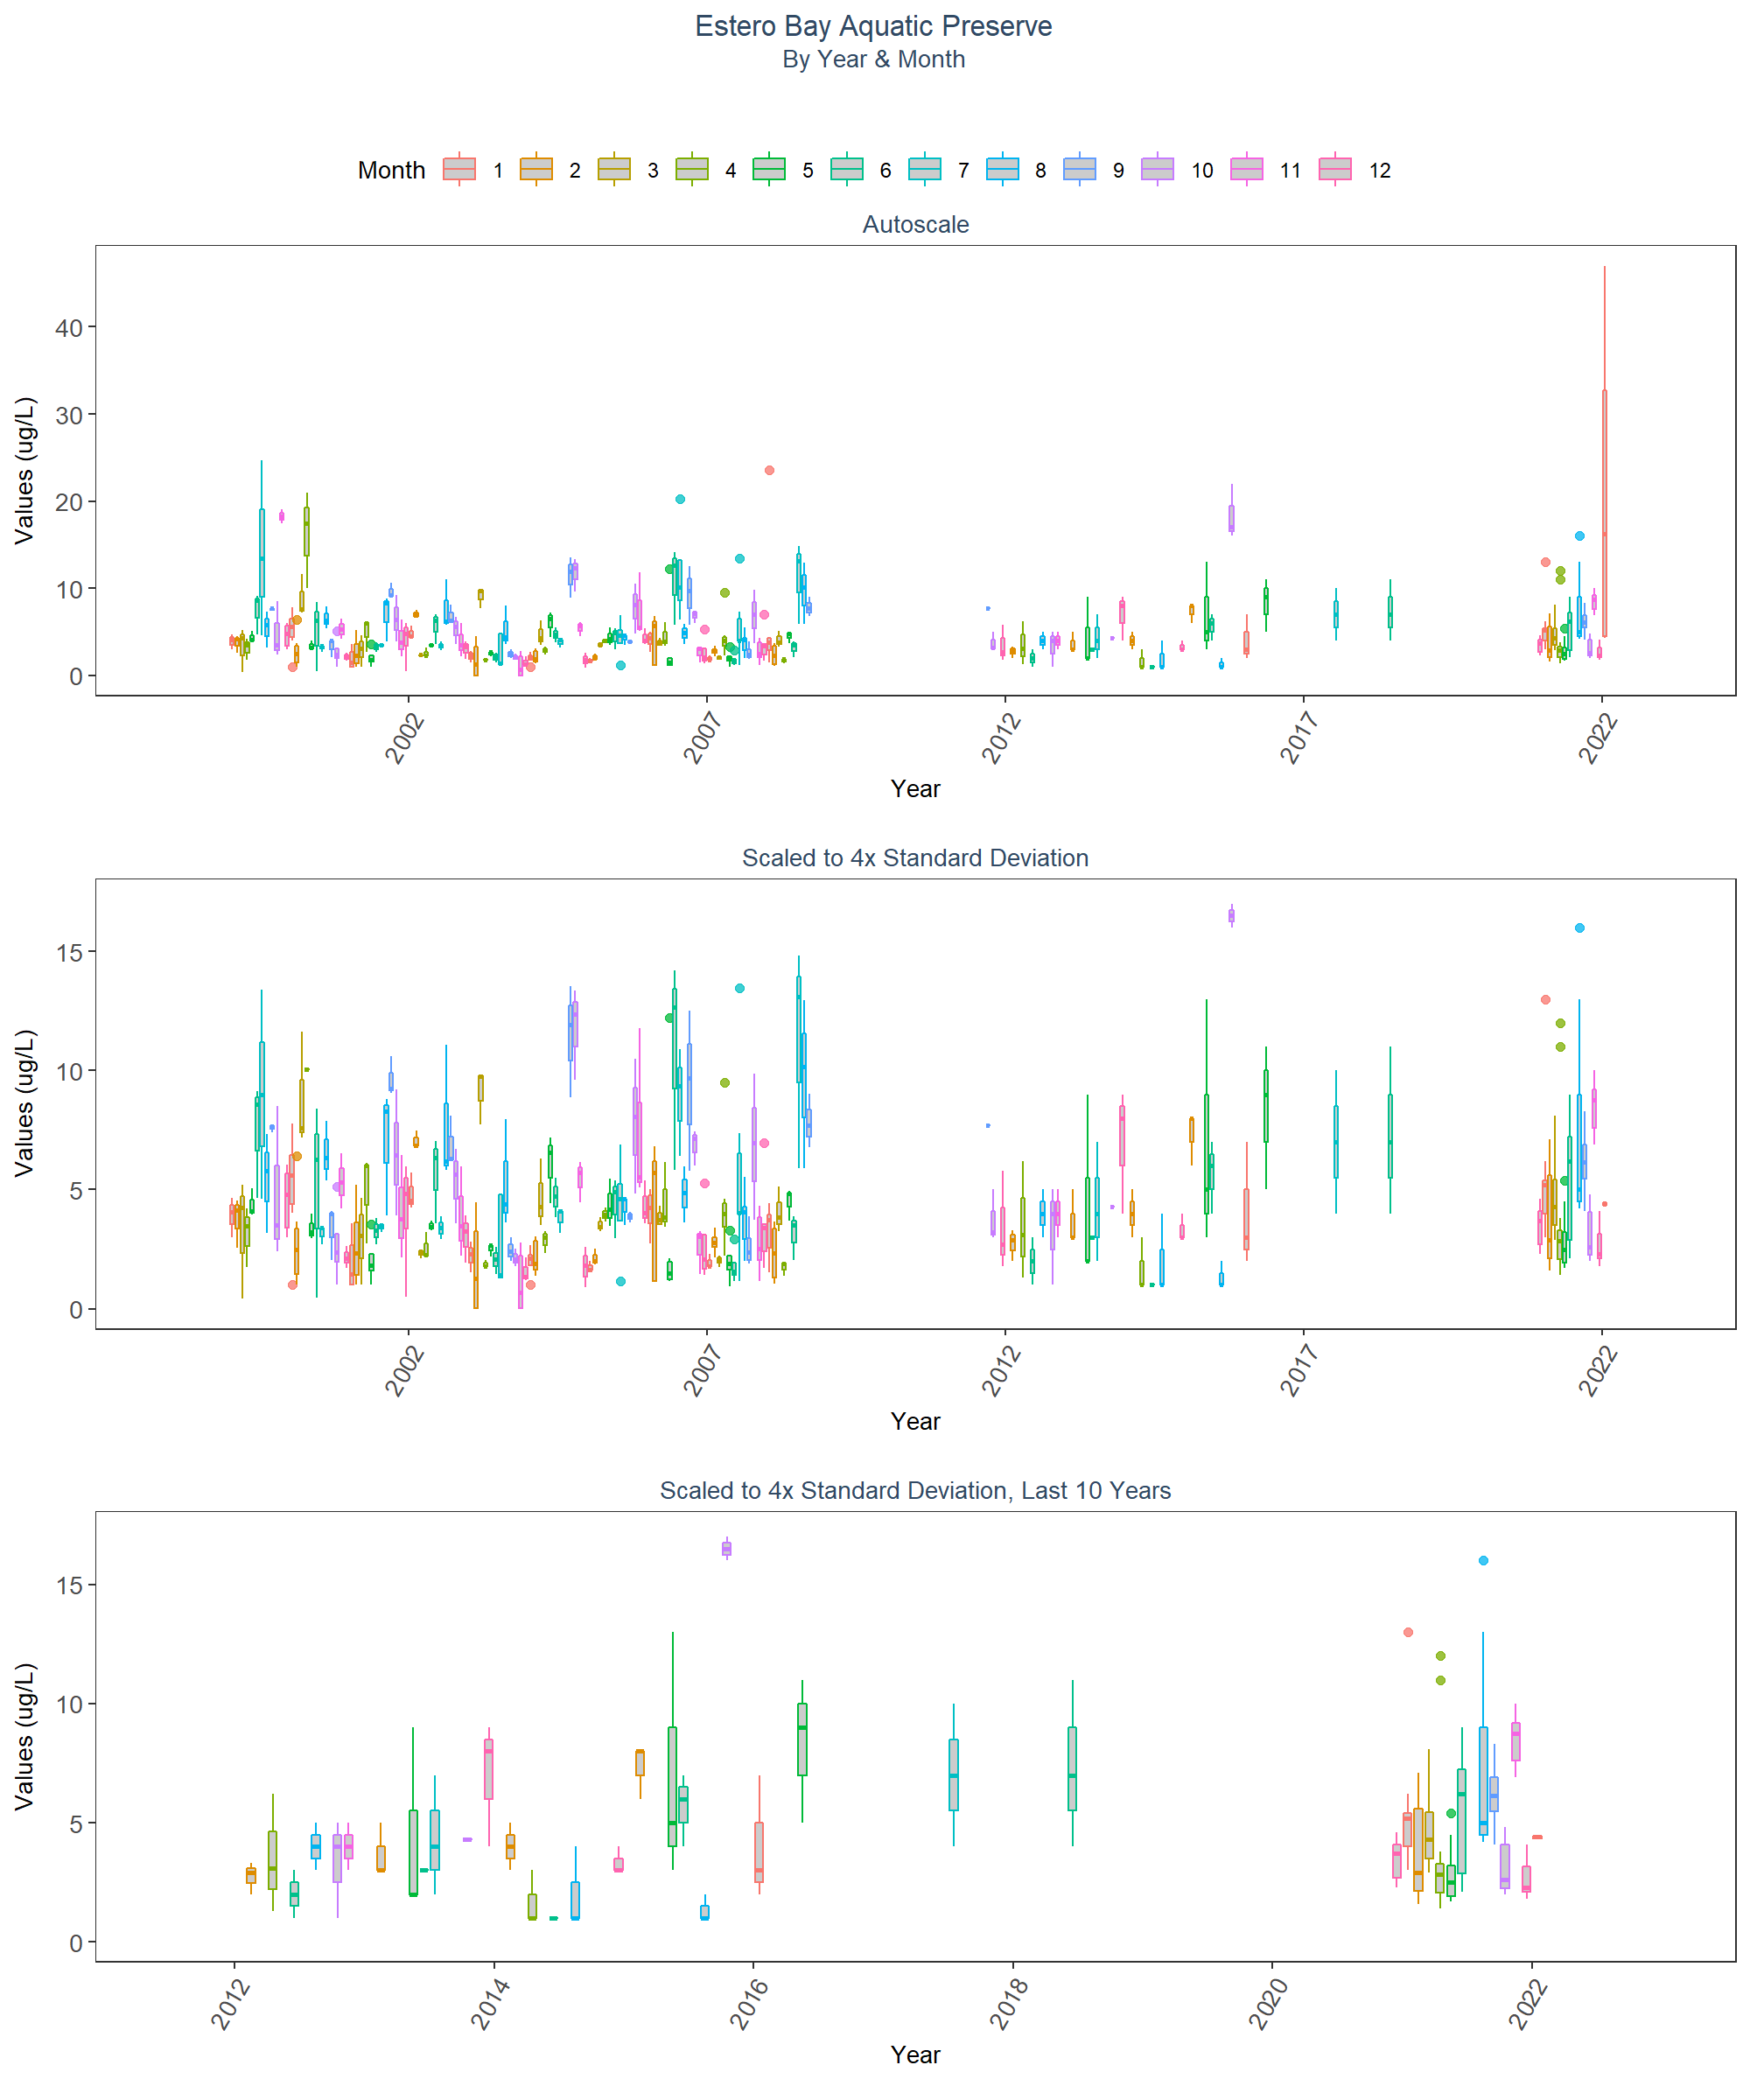 Estero Bay Aquatic Preserve
By Year & Month
Month 1 2 3 4 5 6 7 8 9 10 11 12
Autoscale
Values (ug/L)
40
30
20
10
0
2002 2007 2012 2017 2022
Year
Scaled to 4x Standard Deviation
Values (ug/L)
15
10
5
0
2002 2007 2012 2017 2022
Year
Scaled to 4x Standard Deviation, Last 10 Years
Values (ug/L)
15
10
5
0
2012 2014 2016 2018 2020 2022
Year